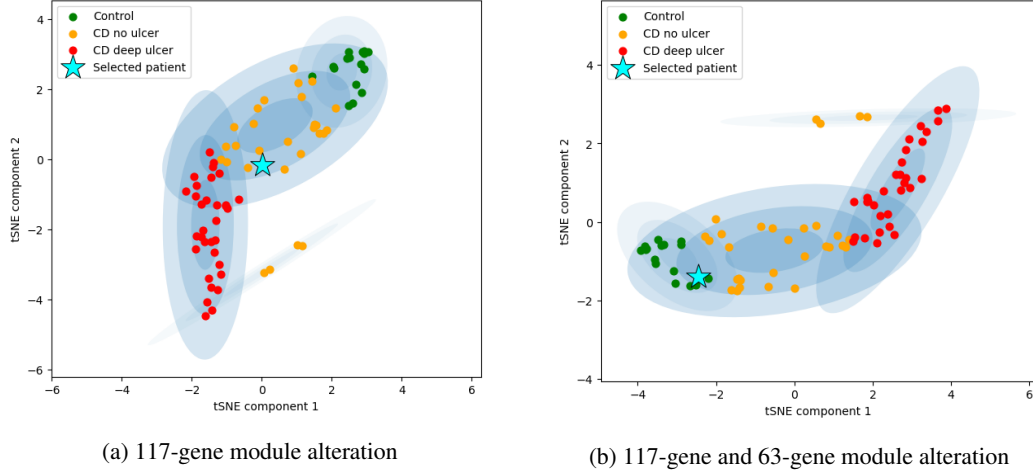 Control
CD no ulcer
CD deep ulcer
Selected patient
4
2
0
−2
−4
−6
tSNE component 2
−6
−4
−2
0
2
4
6
tSNE component 1
(a) 117-gene module alteration
Control
CD no ulcer
CD deep ulcer
Selected patient
4
2
0
−2
−4
tSNE component 2
−4
−2
0
2
4
6
tSNE component 1
(b) 117-gene and 63-gene module alteration